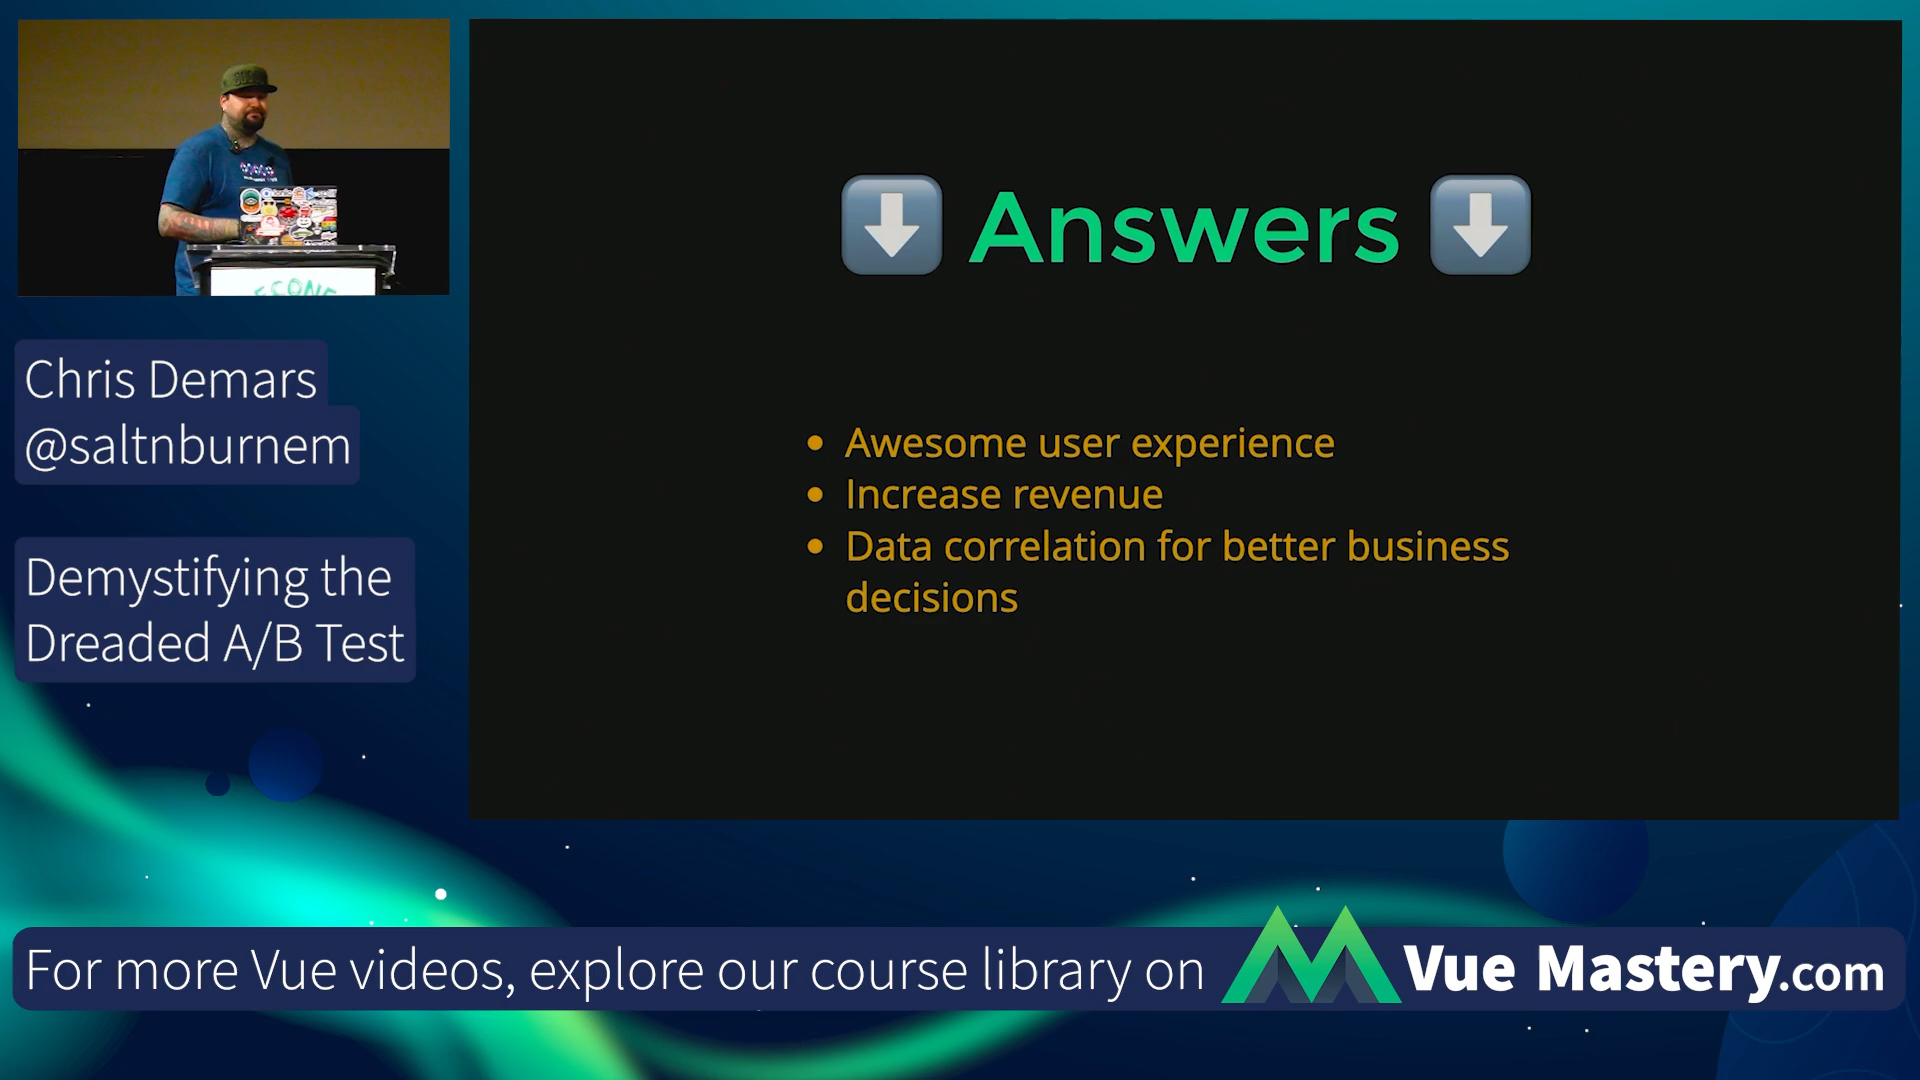 Chris Demars
@saltnburnem
Demystifying the
Dreaded A/B Test
⬇️ Answers ⬇️
• Awesome user experience
• Increase revenue
• Data correlation for better business
decisions
For more Vue videos, explore our course library on Vue Mastery.com